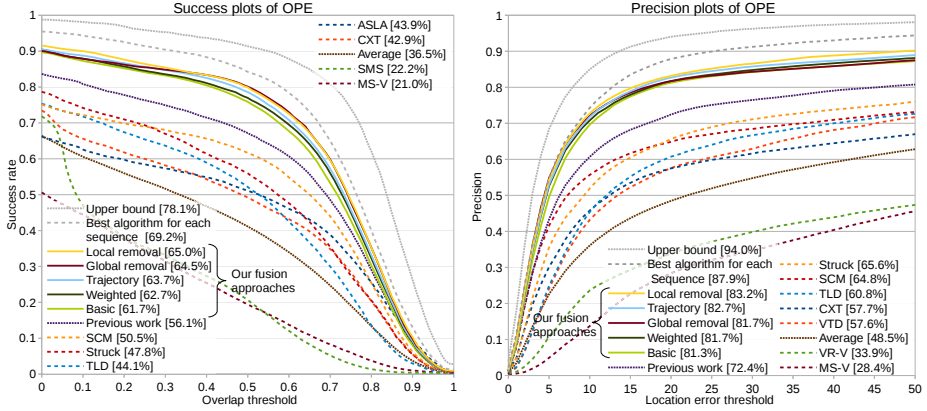 Success plots of OPE
Success rate
1
0.9
0.8
0.7
0.6
0.5
0.4
0.3
0.2
0.1
0
ASLA [43.9%]
CXT [42.9%]
Average [36.5%]
SMS [22.2%]
MS-V [21.0%]
Upper bound [78.1%]
Best algorithm for each
sequence [69.2%]
Local removal [65.0%]
Global removal [64.5%]
Trajectory [63.7%]
Weighted [62.7%]
Basic [61.7%]
Our fusion
approaches
Previous work [56.1%]
SCM [50.5%]
Struck [47.8%]
TLD [44.1%]
0 0.1 0.2 0.3 0.4 0.5 0.6 0.7 0.8 0.9 1
Overlap threshold
Precision plots of OPE
Precision
1
0.9
0.8
0.7
0.6
0.5
0.4
0.3
0.2
0.1
0
Upper bound [94.0%]
Best algorithm for each
Sequence [87.9%]
Local removal [83.2%]
Trajectory [82.7%]
Global removal [81.7%]
Weighted [81.7%]
Basic [81.3%]
Our fusion
approaches
Previous work [72.4%]
Struck [65.6%]
SCM [64.8%]
TLD [60.8%]
CXT [57.7%]
VTD [57.6%]
Average [48.5%]
VR-V [33.9%]
MS-V [28.4%]
0 5 10 15 20 25 30 35 40 45 50
Location error threshold